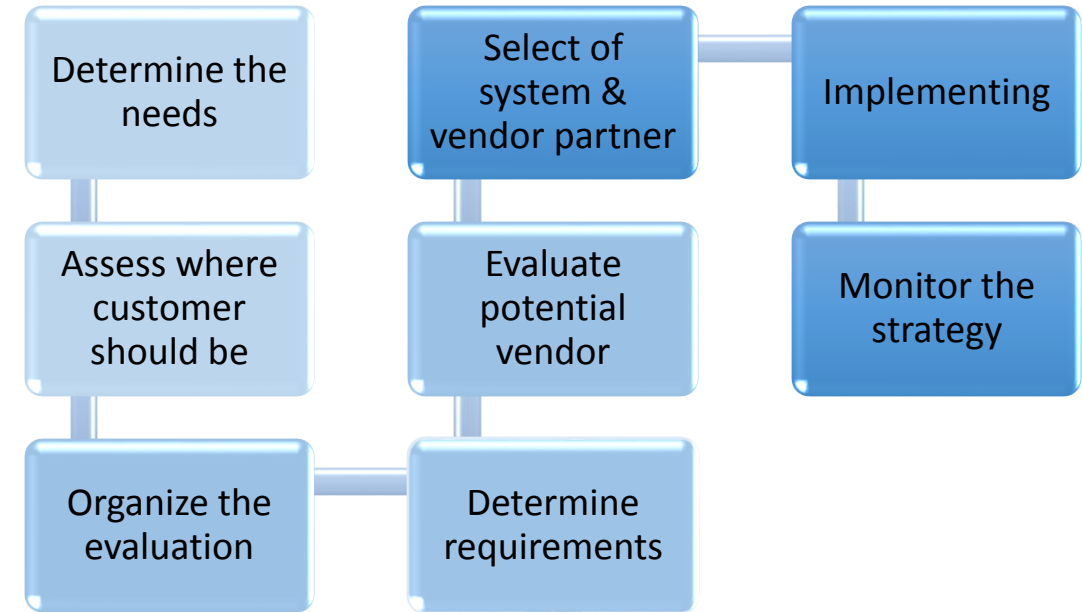 Determine the
needs
Assess where
customer
should be
Organize the
evaluation
Determine
requirements
Evaluate
potential
vendor
Select of
system &
vendor partner
Implementing
Monitor the
strategy